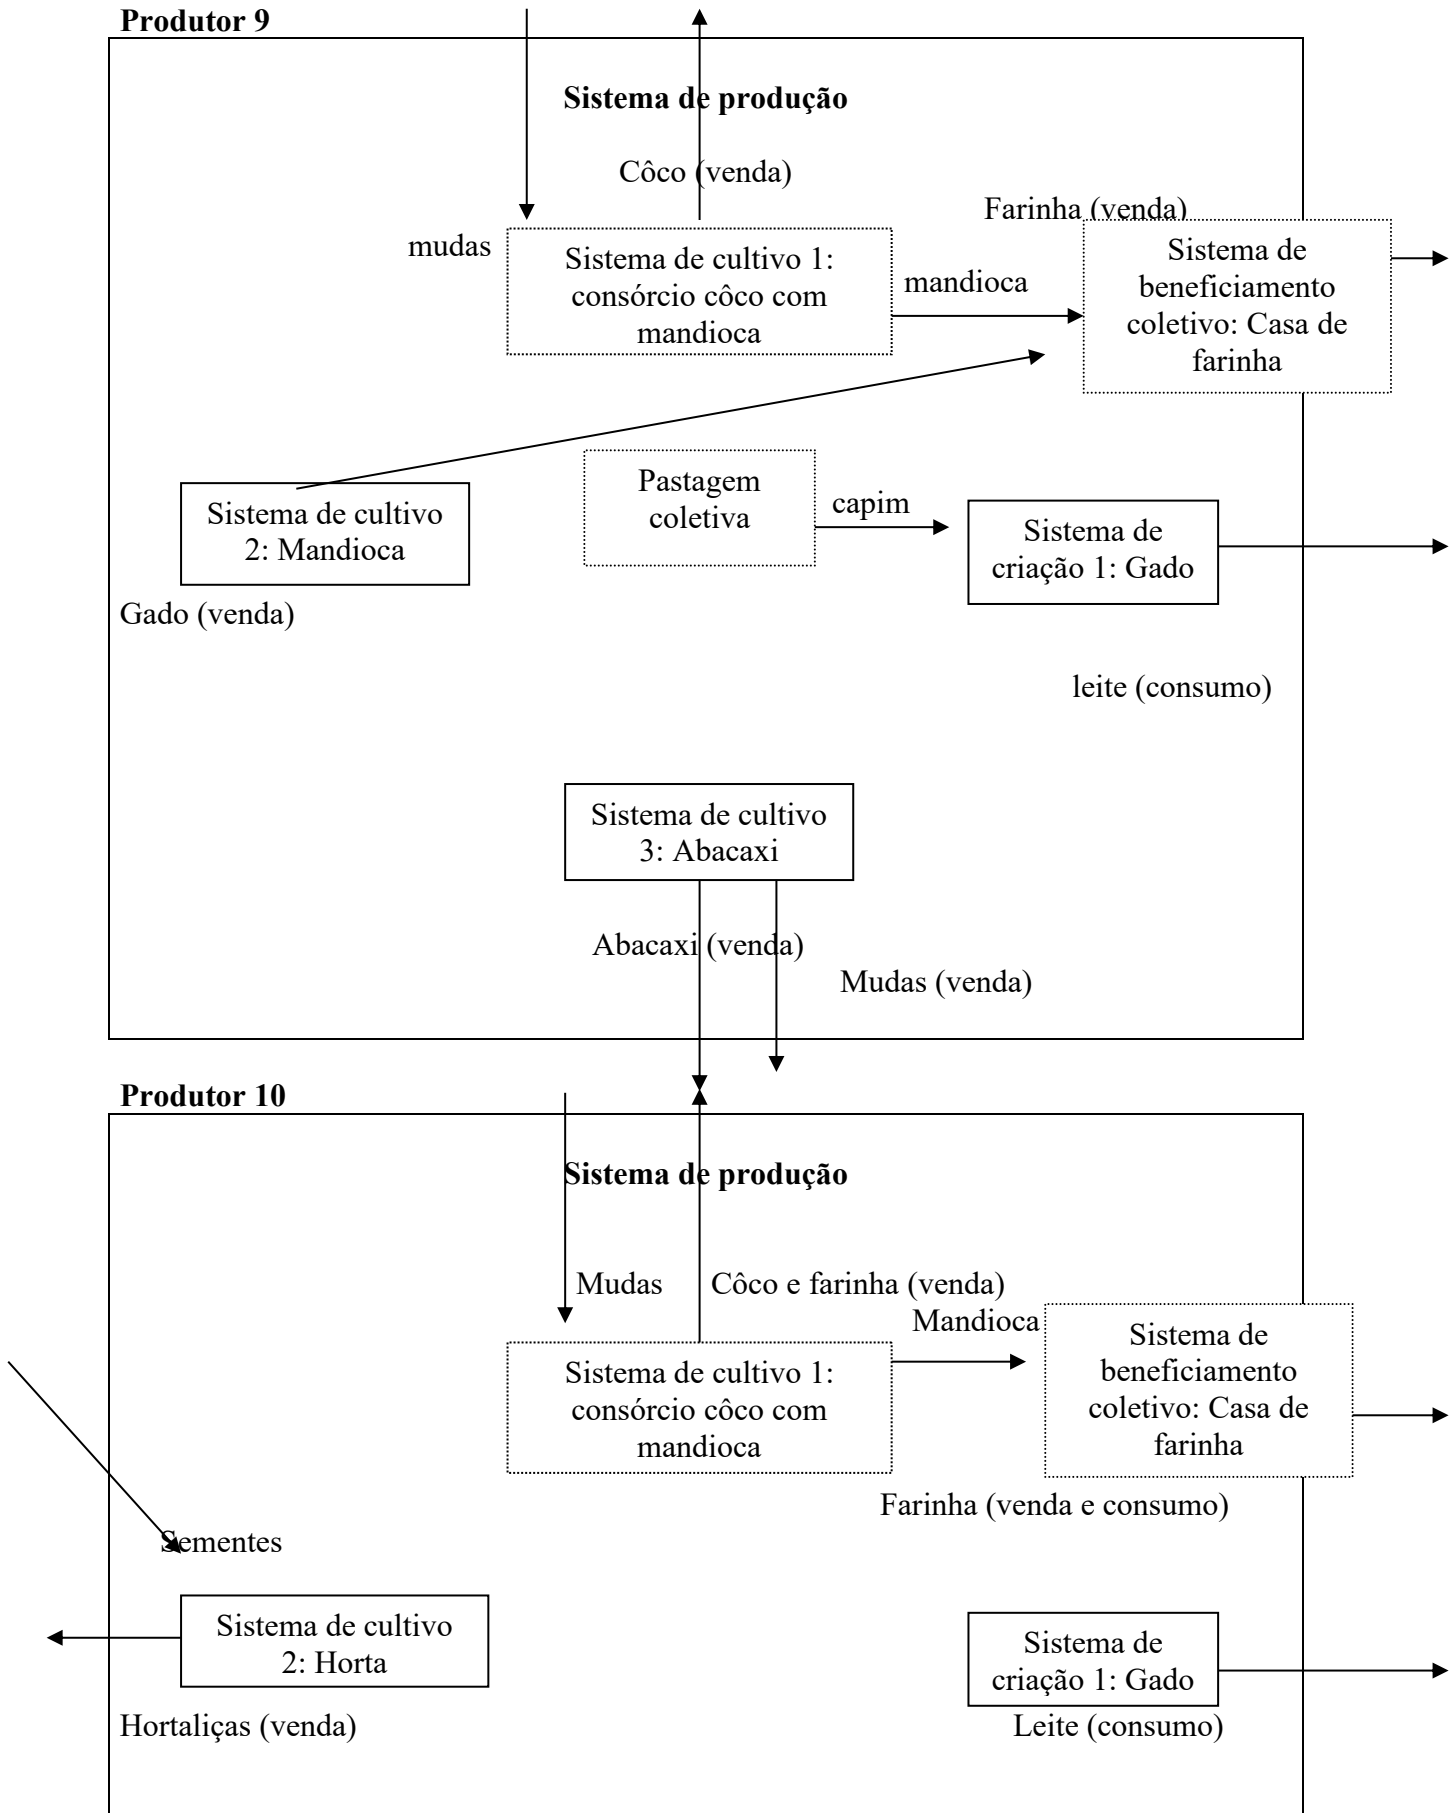 Produtor 9
Sistema de produção
Côco (venda)
Farinha (venda)
mudas
Sistema de cultivo 1:
consórcio côco com
mandioca
mandioca
Sistema de
beneficiamento
coletivo: Casa de
farinha
Pastagem
coletiva
capim
Sistema de cultivo
2: Mandioca
Sistema de
criação 1: Gado
Gado (venda)
leite (consumo)
Sistema de cultivo
3: Abacaxi
Abacaxi (venda)
Mudas (venda)
Produtor 10
Sistema de produção
Mudas
Côco e farinha (venda)
Mandioca
Sistema de cultivo 1:
consórcio côco com
mandioca
Sistema de
beneficiamento
coletivo: Casa de
farinha
Farinha (venda e consumo)
Sementes
Sistema de cultivo
2: Horta
Sistema de
criação 1: Gado
Hortaliças (venda)
Leite (consumo)